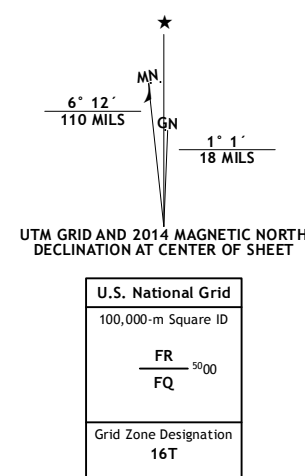 ★
MN.
6° 12´
110 MILS
GN
1° 1´
18 MILS
UTM GRID AND 2014 MAGNETIC NORTH
DECLINATION AT CENTER OF SHEET
U.S. National Grid
100,000-m Square ID
FR
5000
FQ
Grid Zone Designation
16T